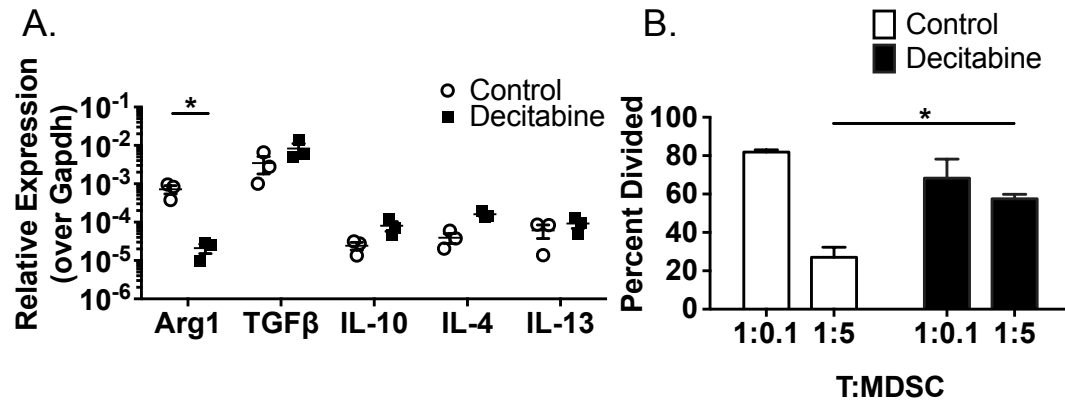 A.
Control
Decitabine
*
Relative Expression
(over Gapdh)
10-1
10-2
10-3
10-4
10-5
10-6
Arg1 TGFβ IL-10 IL-4 IL-13
B.
Control
Decitabine
*
Percent Divided
100
80
60
40
20
0
1:0.1 1:5 1:0.1 1:5
T:MDSC